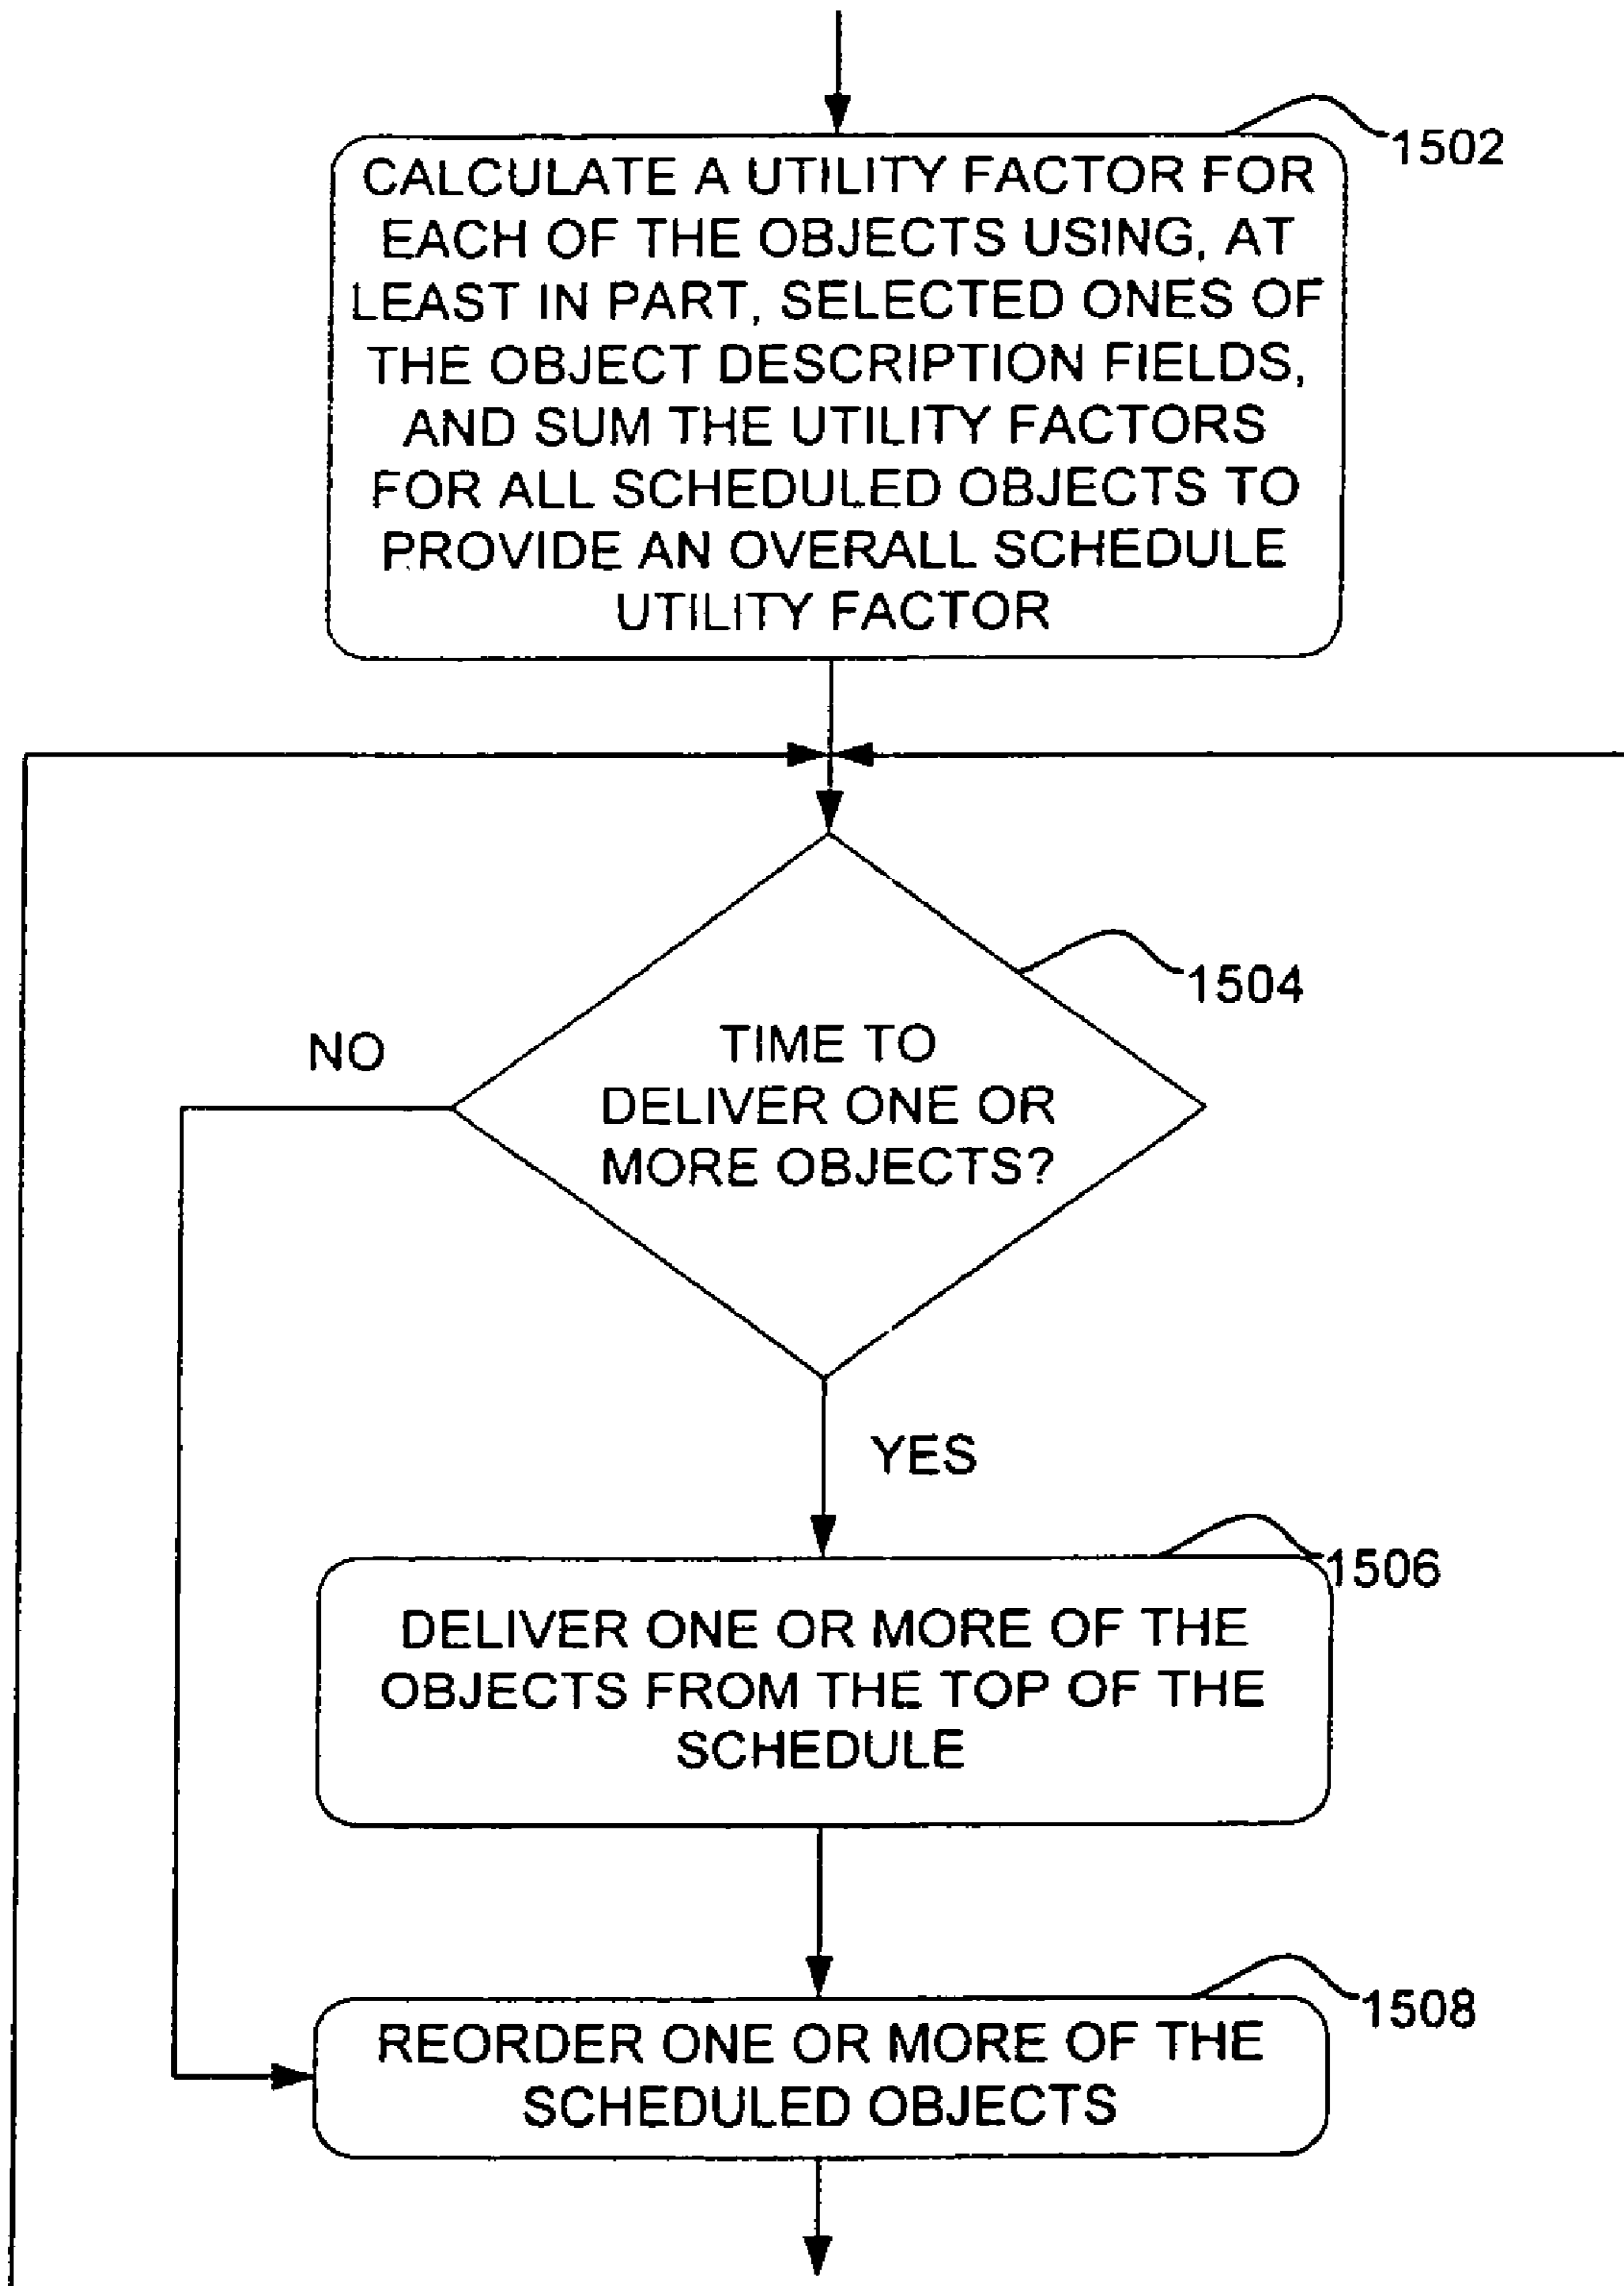 1502
CALCULATE A UTILITY FACTOR FOR
EACH OF THE OBJECTS USING, AT
LEAST IN PART, SELECTED ONES OF
THE OBJECT DESCRIPTION FIELDS,
AND SUM THE UTILITY FACTORS
FOR ALL SCHEDULED OBJECTS TO
PROVIDE AN OVERALL SCHEDULE
UTILITY FACTOR
1504
NO
TIME TO
DELIVER ONE OR
MORE OBJECTS?
YES
1506
DELIVER ONE OR MORE OF THE
OBJECTS FROM THE TOP OF THE
SCHEDULE
1508
REORDER ONE OR MORE OF THE
SCHEDULED OBJECTS